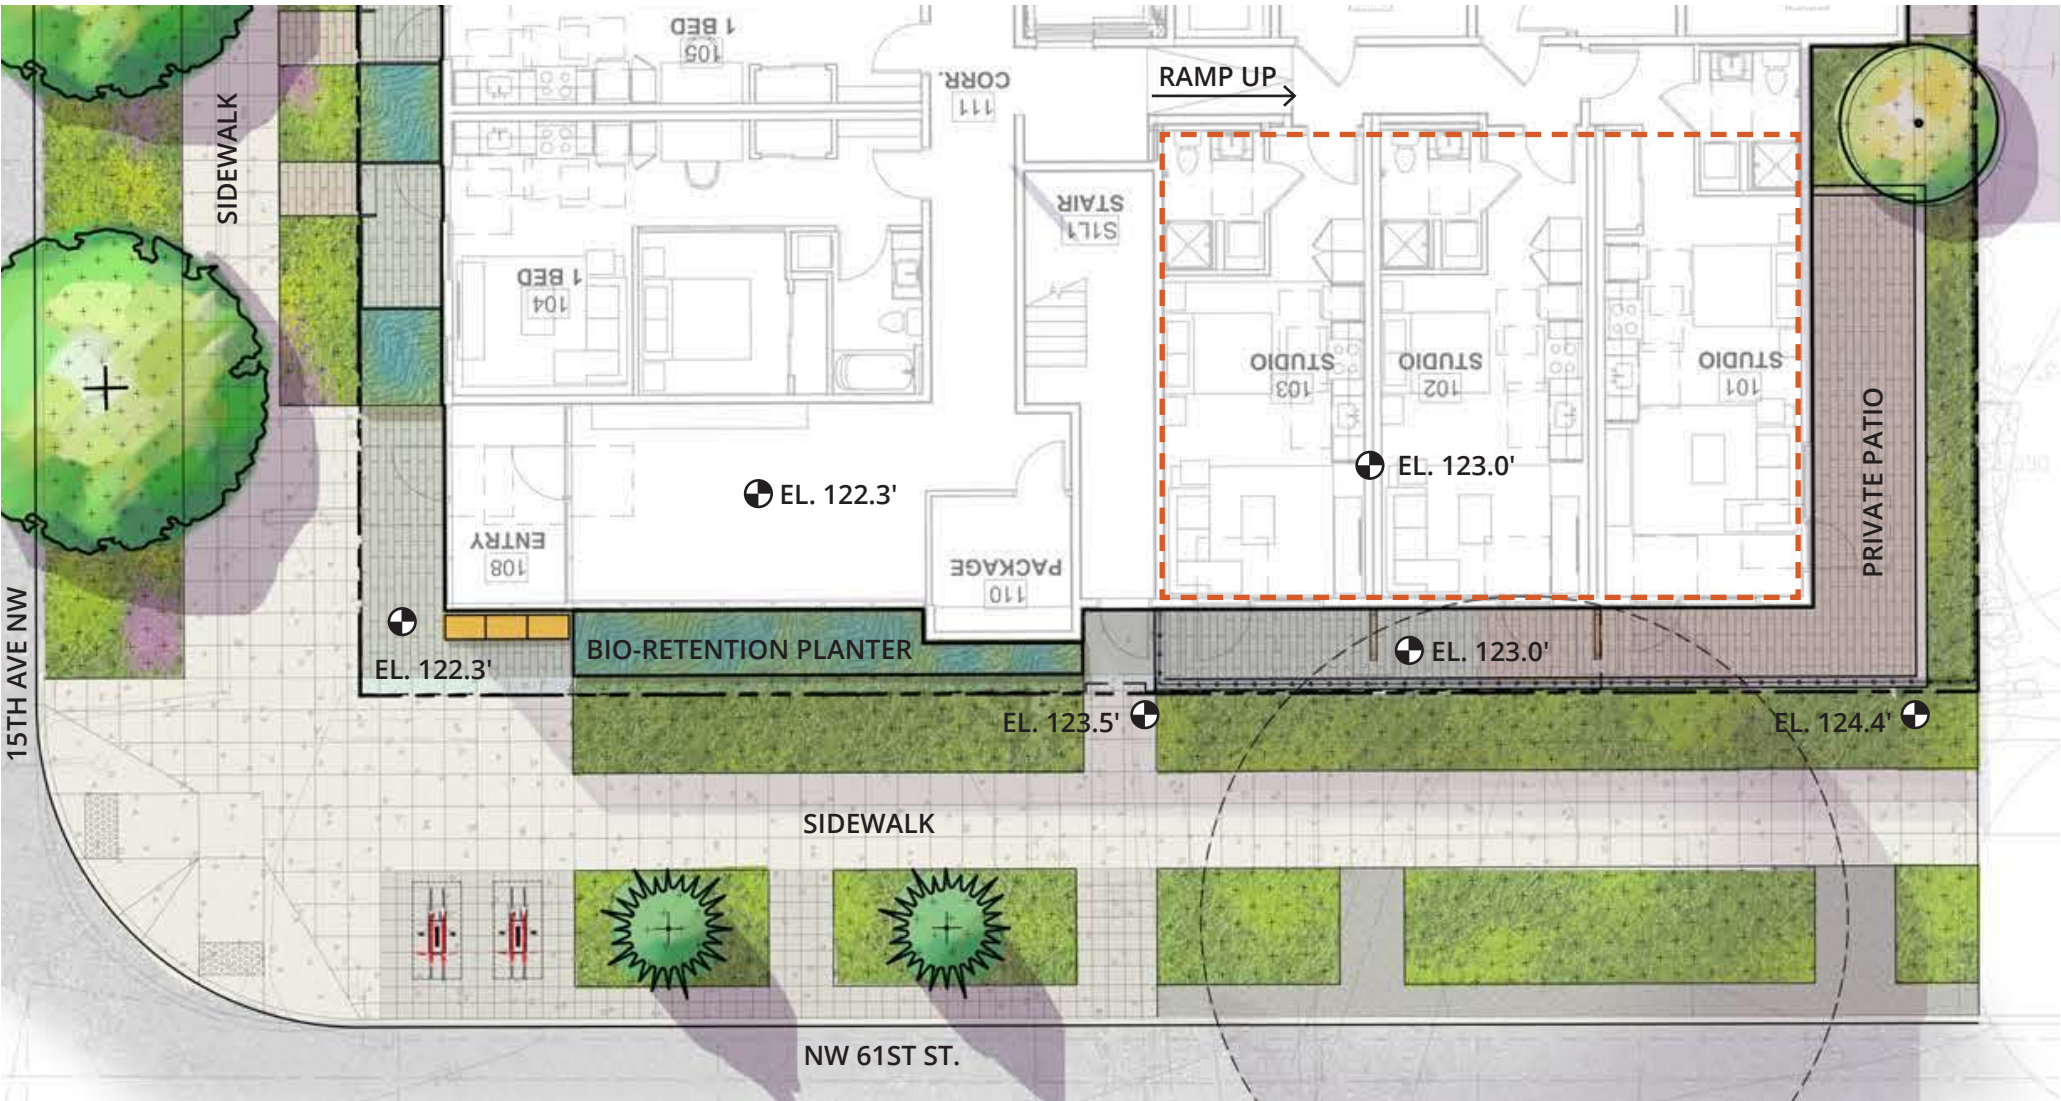 1 BED
105
CORR.
111
RAMP UP
SIDEWALK
STAIR
S1L1
1 BED
104
STUDIO
103
STUDIO
102
STUDIO
101
PRIVATE PATIO
EL. 123.0'
EL. 122.3'
ENTRY
108
PACKAGE
110
15TH AVE NW
EL. 122.3'
BIO-RETENTION PLANTER
EL. 123.0'
EL. 123.5'
EL. 124.4'
SIDEWALK
NW 61ST ST.